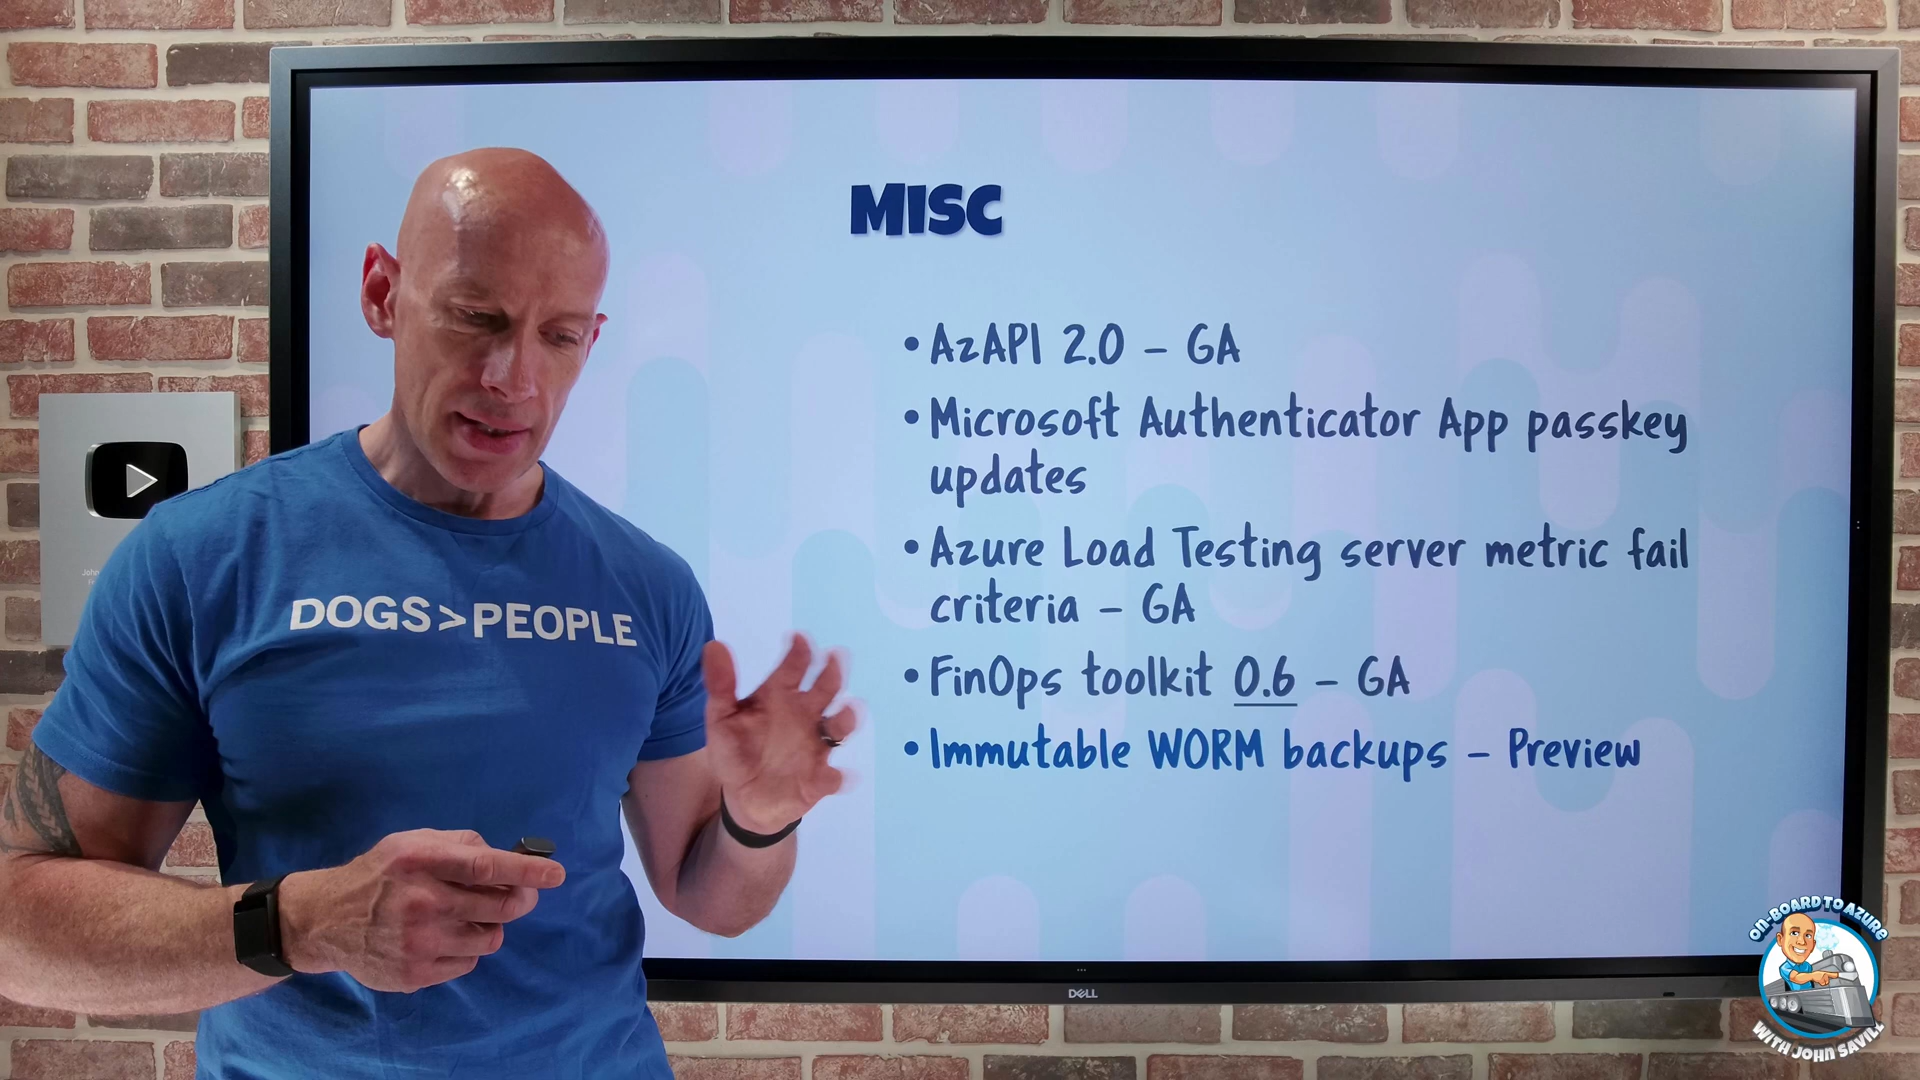 MISC
• AzAPI 2.0 – GA
• Microsoft Authenticator App passkey
updates
• Azure Load Testing server metric fail
criteria – GA
• FinOps toolkit 0.6 – GA
• Immutable WORM backups – Preview
DOGS>PEOPLE
John
DELL
ON-BOARD TO AZURE
WITH JOHN SAVILL